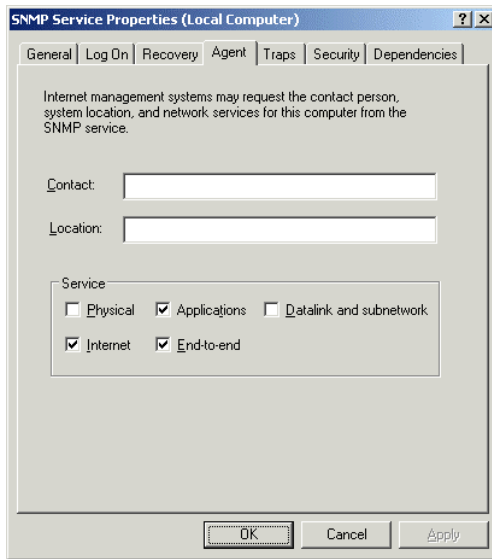 SNMP Service Properties (Local Computer)
General Log On Recovery Agent Traps Security Dependencies
Internet management systems may request the contact person,
system location, and network services for this computer from the
SNMP service.
Contact:
Location:
Service
Physical Applications Datalink and subnetwork
Internet End-to-end
OK Cancel Apply